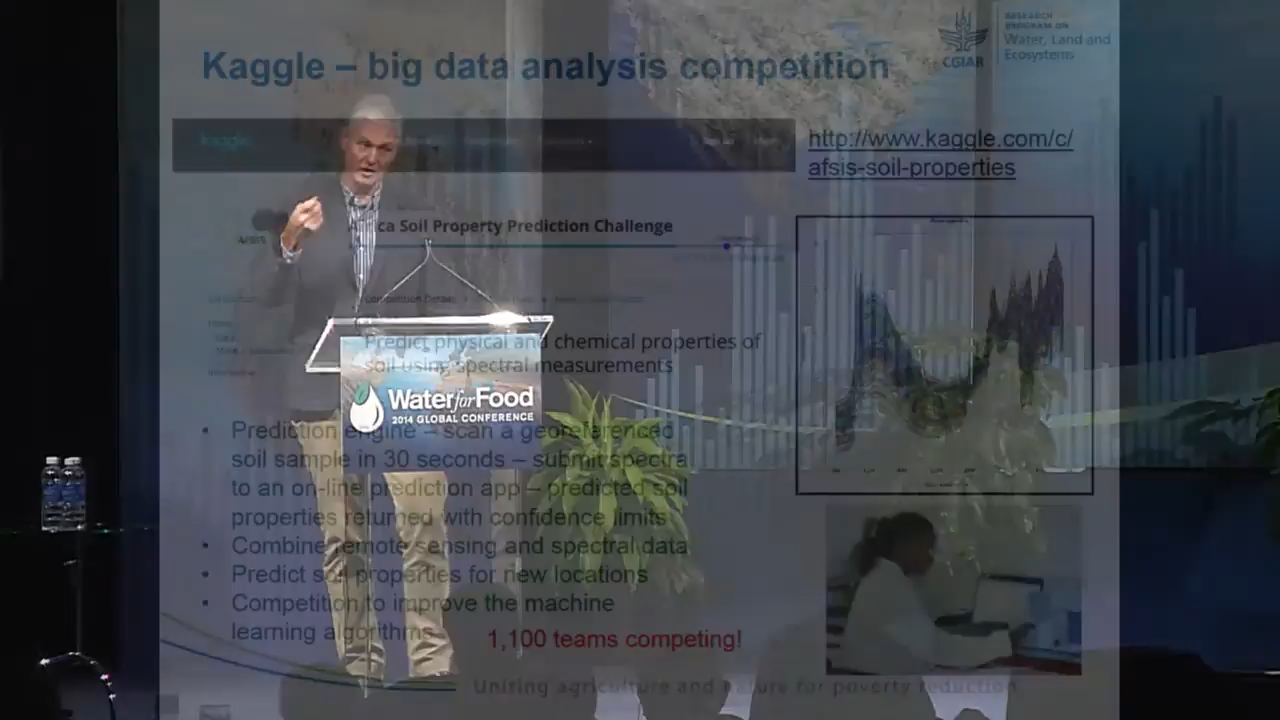 RESEARCH
PROGRAM ON
Water, Land and
Ecosystems
CGIAR
Kaggle – big data analysis competition
kaggle
http://www.kaggle.com/c/
afsis-soil-properties
Africa Soil Property Prediction Challenge
Competition Details
Predict physical and chemical properties of
soil using spectral measurements
Water for Food
2014 GLOBAL CONFERENCE
• Prediction engine – scan a georeferenced
soil sample in 30 seconds – submit spectra
to an on-line prediction app – predicted soil
properties returned with confidence limits
• Combine remote sensing and spectral data
• Predict soil properties for new locations
• Competition to improve the machine
learning algorithms
1,100 teams competing!
Uniting agriculture and nature for poverty reduction